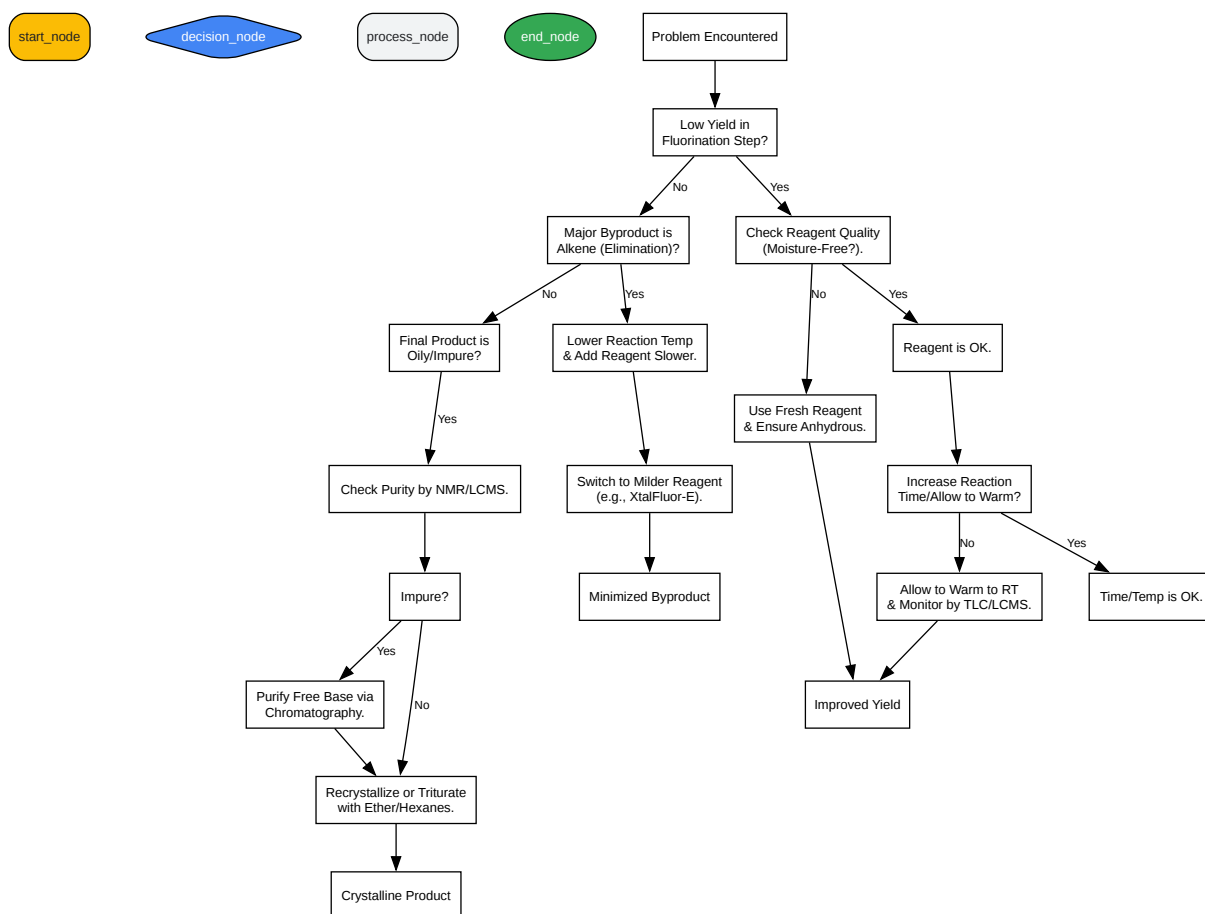 start_node
decision_node
process_node
end_node
Problem Encountered
Low Yield in
Fluorination Step?
No
Yes
Major Byproduct is
Alkene (Elimination)?
Check Reagent Quality
(Moisture-Free?).
No
Yes
No
Yes
Final Product is
Oily/Impure?
Lower Reaction Temp
& Add Reagent Slower.
Reagent is OK.
Use Fresh Reagent
& Ensure Anhydrous.
Yes
Check Purity by NMR/LCMS.
Switch to Milder Reagent
(e.g., XtalFluor-E).
Increase Reaction
Time/Allow to Warm?
No
Yes
Impure?
Minimized Byproduct
Allow to Warm to RT
& Monitor by TLC/LCMS.
Time/Temp is OK.
Yes
No
Purify Free Base via
Chromatography.
Improved Yield
Recrystallize or Triturate
with Ether/Hexanes.
Crystalline Product